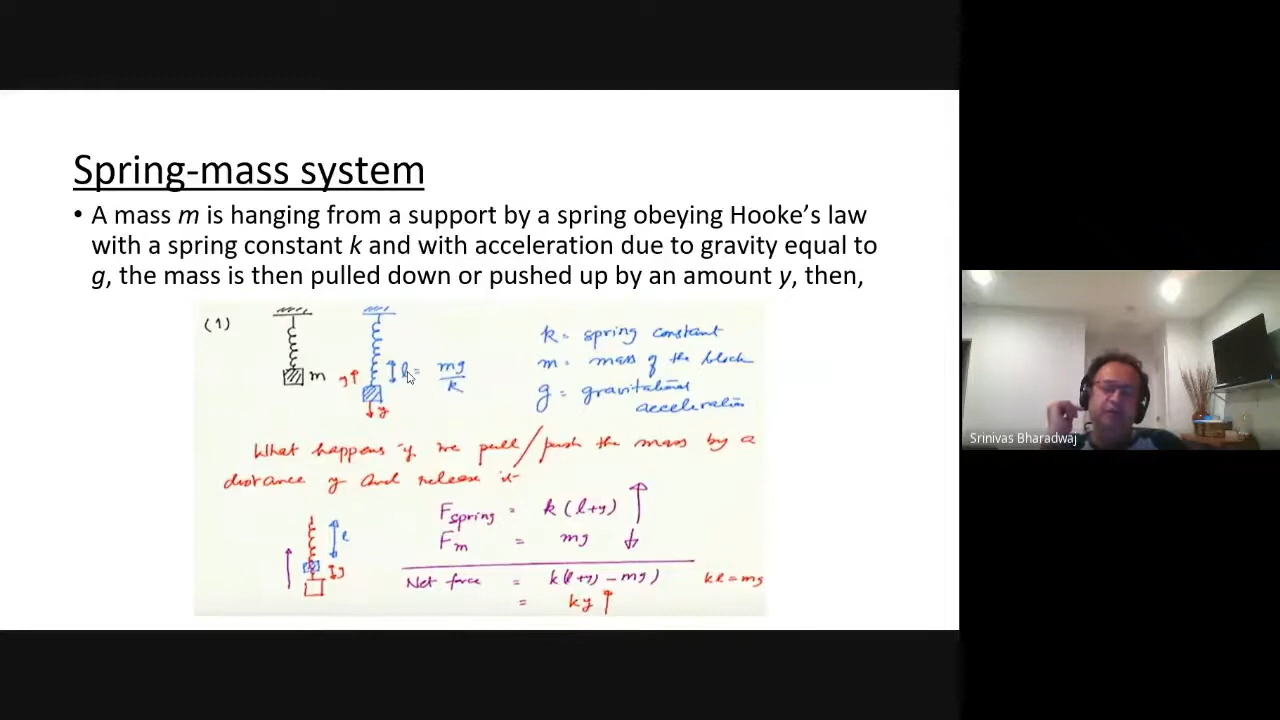 Spring-mass system
• A mass m is hanging from a support by a spring obeying Hooke’s law
with a spring constant k and with acceleration due to gravity equal to
g, the mass is then pulled down or pushed up by an amount y, then,
(1)
m
y
l = mg/k
y
k = spring constant
m = mass of the block
g = gravitational
acceleration
What happens if we pull/push the mass by a
distance y and release it
l
y
Fspring = k(l+y) ↑
Fm = mg ↓
Net force = k(l+y) - mg) kl = mg
= ky ↑
Srinivas Bharadwaj